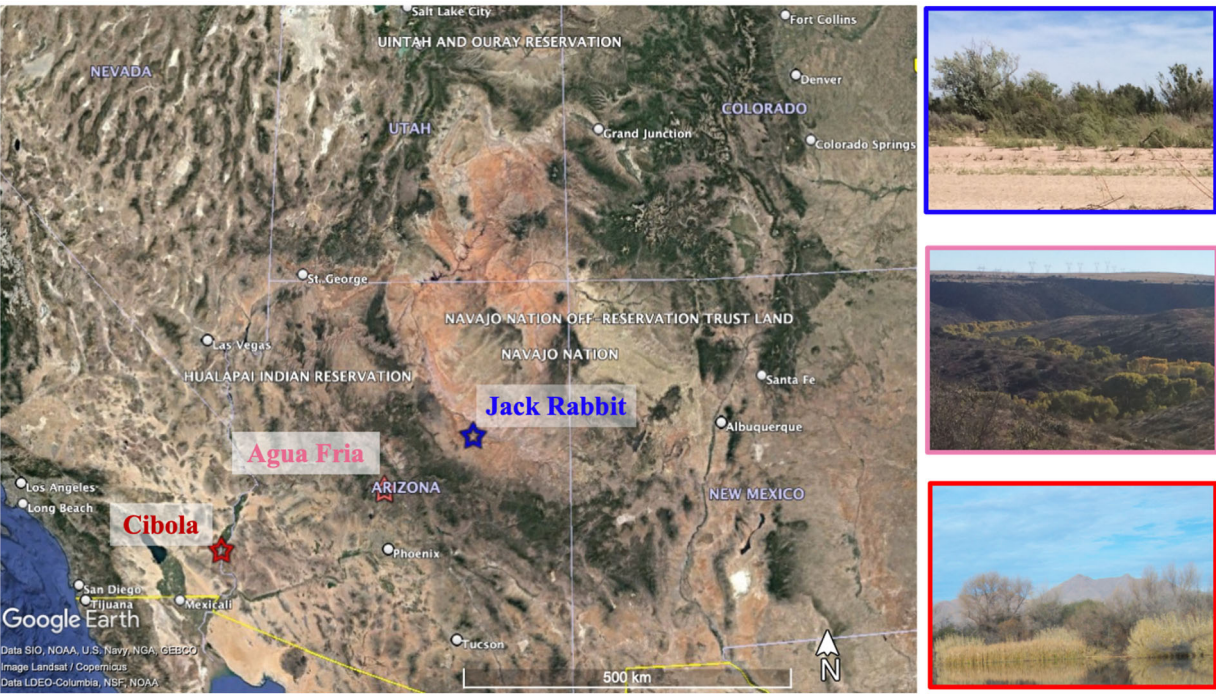 Salt Lake City
Fort Collins
UINTAH AND OURAY RESERVATION
NEVADA
Denver
COLORADO
UTAH
Grand Junction
Colorado Springs
St. George
NAVAJO NATION OFF-RESERVATION TRUST LAND
Las Vegas
NAVAJO NATION
HUALAPAI INDIAN RESERVATION
Santa Fe
Jack Rabbit
Albuquerque
Agua Fria
Los Angeles
ARIZONA
NEW MEXICO
Long Beach
Cibola
Phoenix
San Diego
Tijuana
Mexicali
Google Earth
Tucson
Data SIO, NOAA, U.S. Navy, NGA, GEBCO
Image Landsat / Copernicus
Data LDEO-Columbia, NSF, NOAA
500 km
N